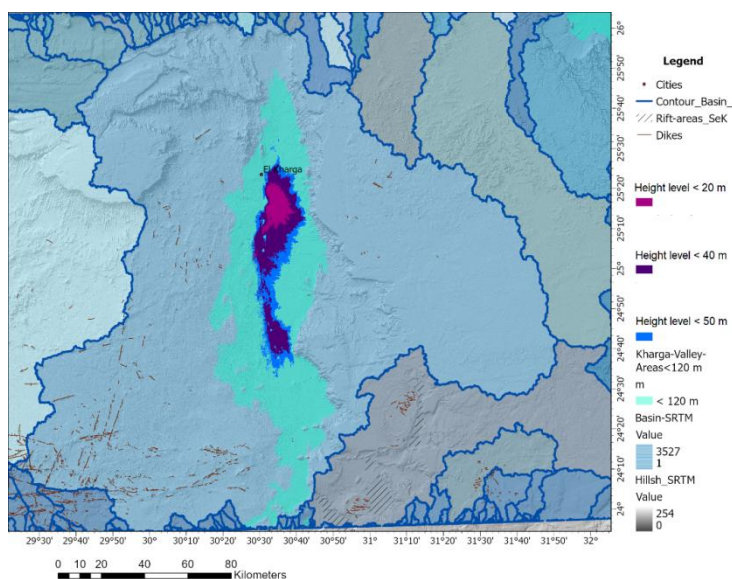 El Kharga
26°
25°50
25°40
25°30
25°20
25°10
25°
24°50
24°40
24°30
24°20
24°10
24°
29°30 29°40 29°50 30° 30°10 30°20 30°30 30°40 30°50 31° 31°10 31°20 31°30 31°40 31°50 32°
0 10 20 40 60 80
Kilometers
Legend
Cities
Contour_Basin_
Rift-areas_SeK
Dikes
Height level < 20 m
Height level < 40 m
Height level < 50 m
Kharga-Valley-
Areas<120 m
m
< 120 m
Basin-SRTM
Value
3527
1
Hillsh_SRTM
Value
254
0